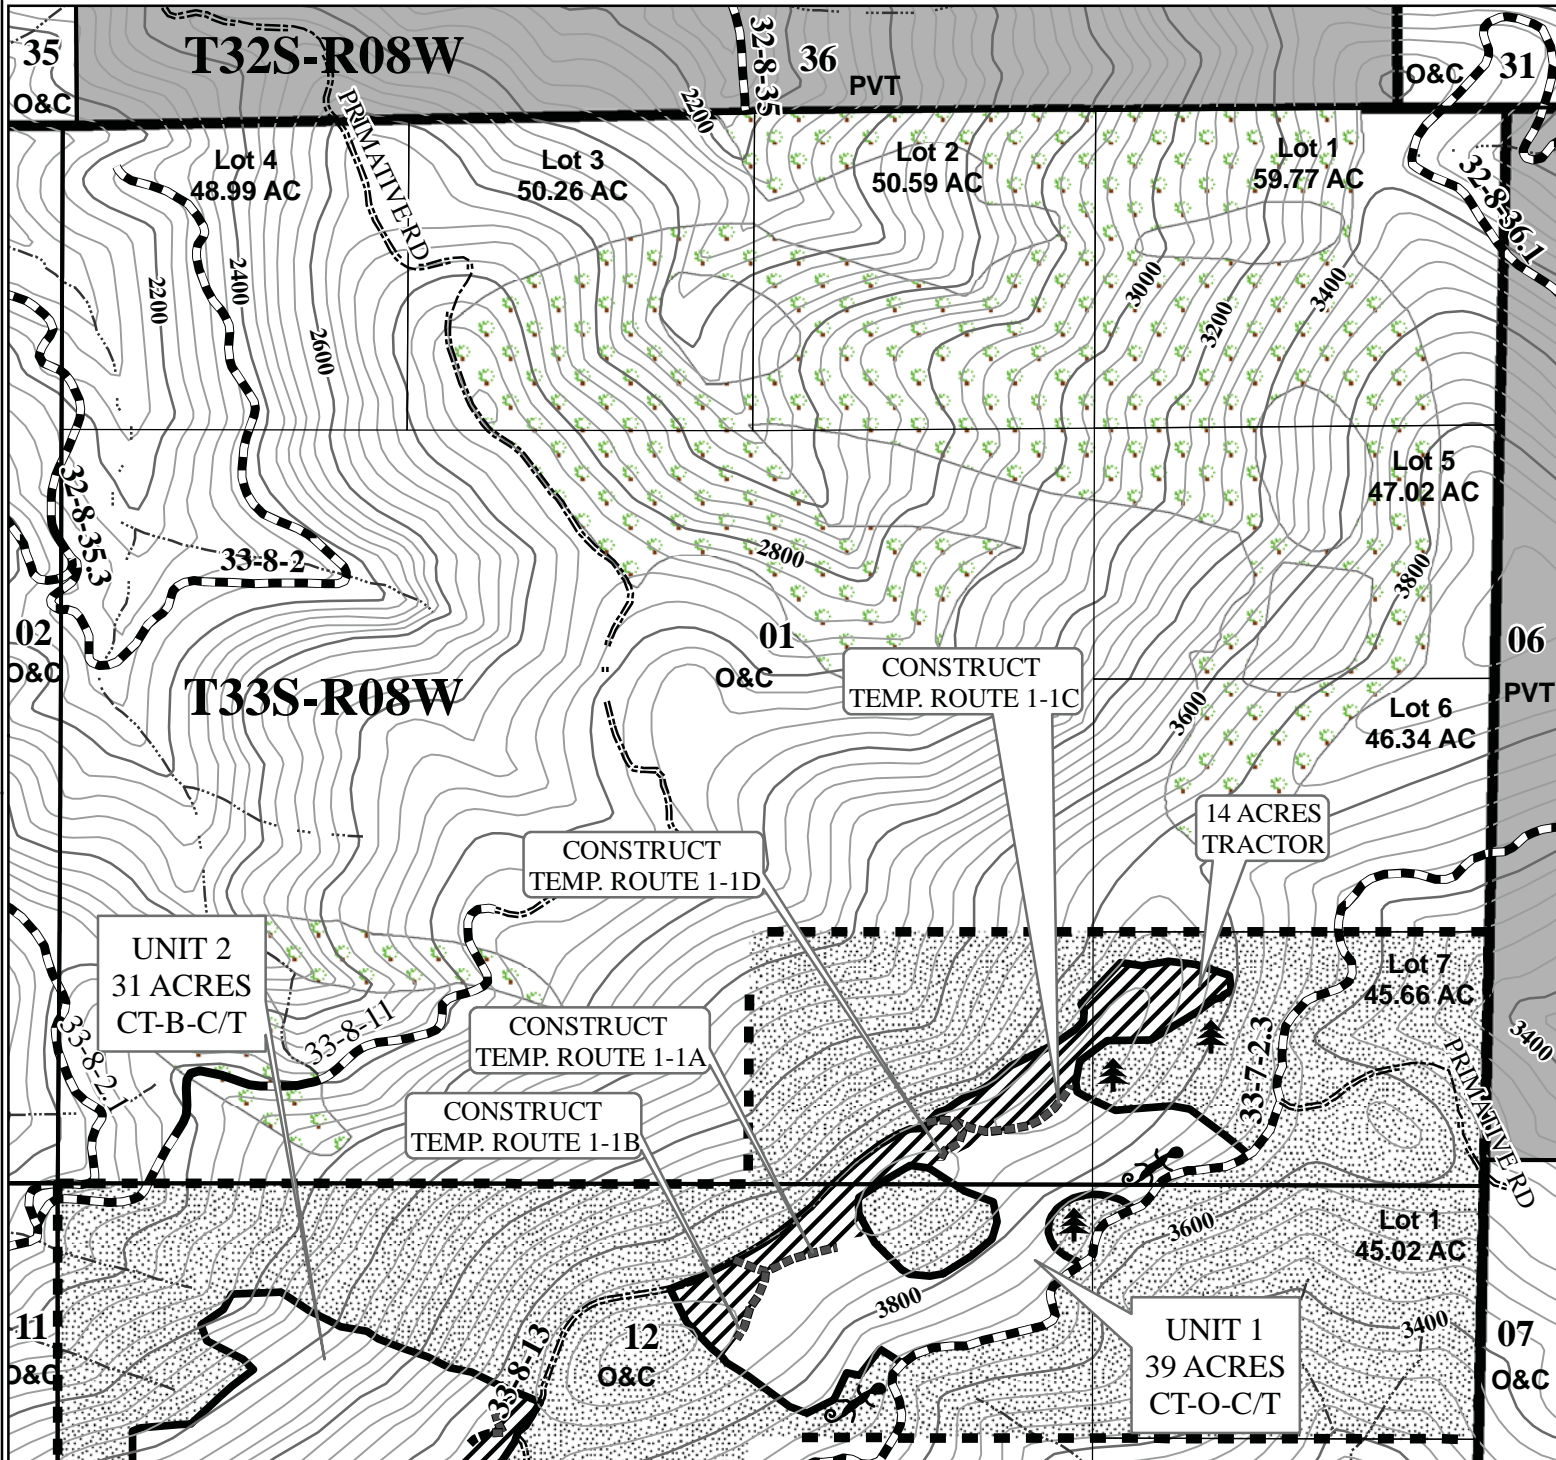 35
O&C
T32S-R08W
32-8-35
36
PVT
O&C
31
PRIMATIVE RD
2200
Lot 4
48.99 AC
Lot 3
50.26 AC
Lot 2
50.59 AC
Lot 1
59.77 AC
32-8-36.1
2200
2400
2600
3000
3200
3400
32-8-35.3
33-8-2
2800
Lot 5
47.02 AC
3800
02
O&C
01
O&C
T33S-R08W
06
PVT
CONSTRUCT
TEMP. ROUTE 1-1C
3600
Lot 6
46.34 AC
14 ACRES
TRACTOR
CONSTRUCT
TEMP. ROUTE 1-1D
UNIT 2
31 ACRES
CT-B-C/T
33-8-2.1
33-8-11
CONSTRUCT
TEMP. ROUTE 1-1A
CONSTRUCT
TEMP. ROUTE 1-1B
Lot 7
45.66 AC
33-7-2.3
3400
PRIMATIVE RD
3600
Lot 1
45.02 AC
3800
3400
11
O&C
33-8-13
12
O&C
UNIT 1
39 ACRES
CT-O-C/T
07
O&C